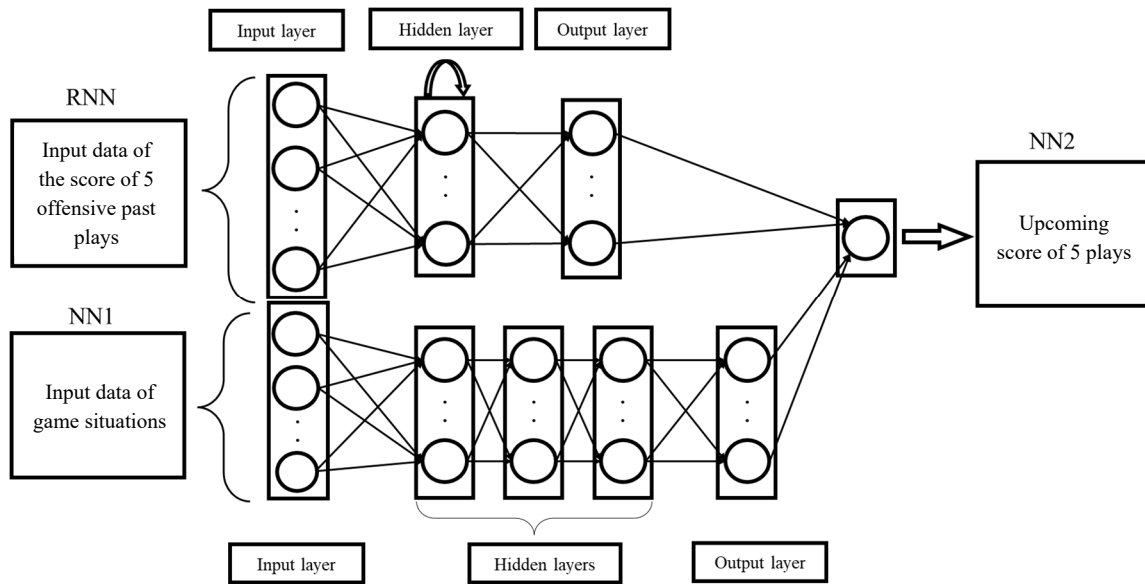 Input layer
Hidden layer
Output layer
RNN
Input data of
the score of 5
offensive past
plays
NN2
Upcoming
score of 5 plays
NN1
Input data of
game situations
Input layer
Hidden layers
Output layer